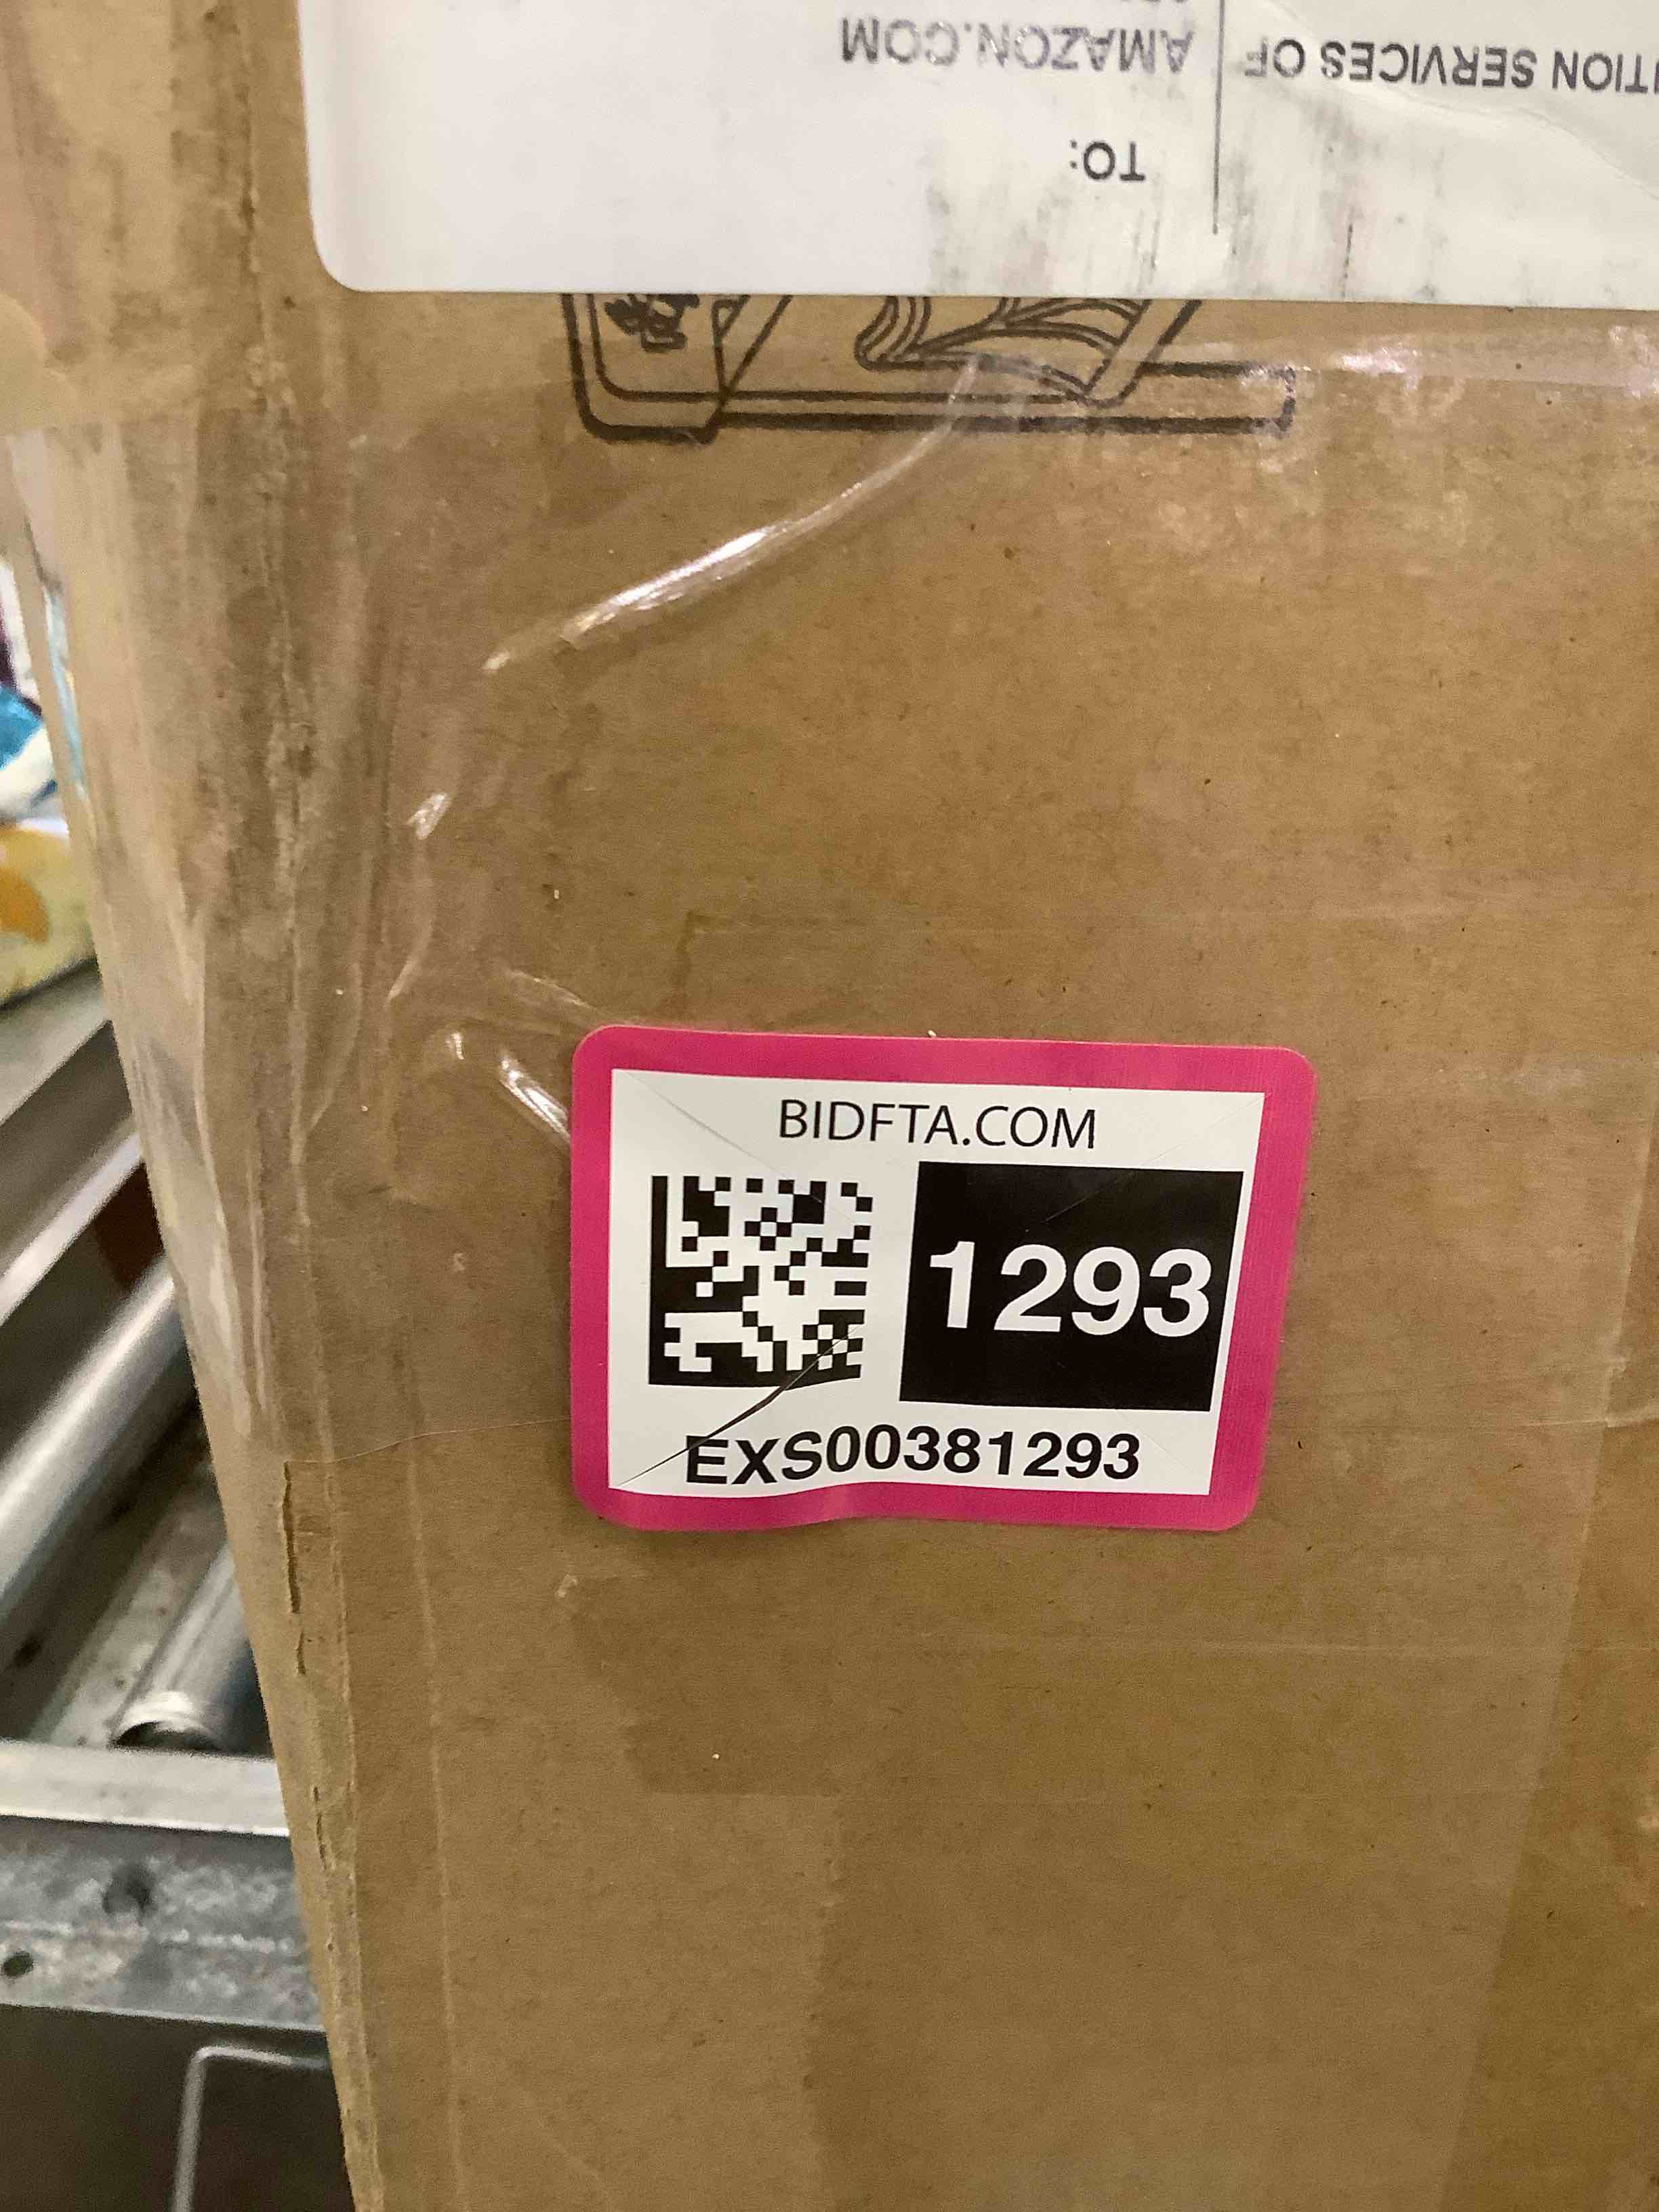 TION SERVICES OF
AMAZON.COM
TO:
BIDFTA.COM
1293
EXS00381293